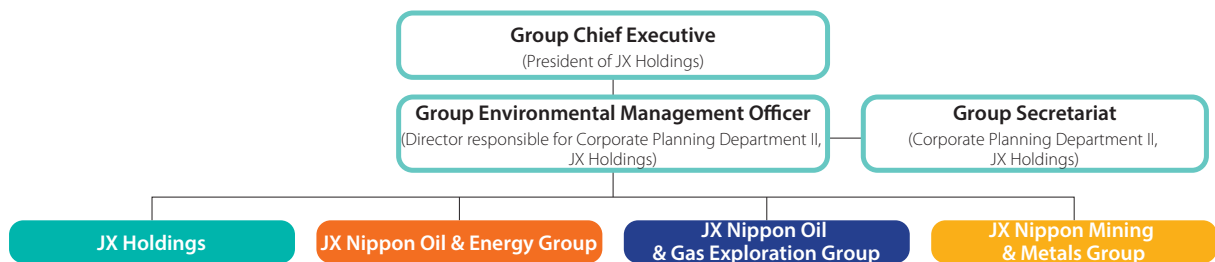 Group Chief Executive
(President of JX Holdings)
Group Environmental Management Officer
(Director responsible for Corporate Planning Department II,
JX Holdings)
Group Secretariat
(Corporate Planning Department II,
JX Holdings)
JX Holdings
JX Nippon Oil & Energy Group
JX Nippon Oil
& Gas Exploration Group
JX Nippon Mining
& Metals Group